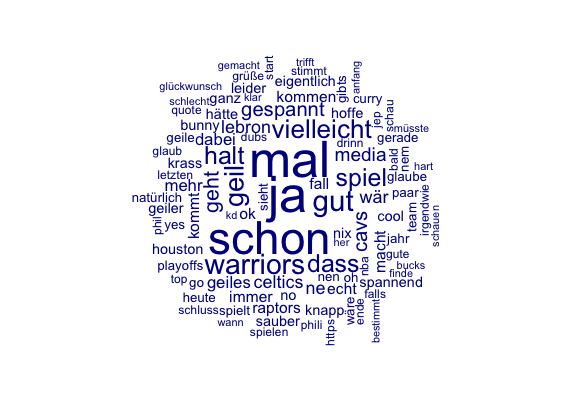 gemacht
trifft
start
grüße
stimmt
anfang
glückwunsch
leider
eigentlich
gibts
schlecht
ganz
klar
kommen
curry
quote
hätte
gespannt
hoffe
jep
schau
bunny
lebron
vielleicht
müsste
geile
dabei
dubs
drinn
gerade
glaub
halt
mal
media
bald
nem
krass
letzten
geht
geil
fall
spiel
hart
glaube
mehr
sieht
ja
gut
wär
paar
natürlich
geiler
kommt
kd
ok
cool
team
irgendwie
schauen
phil
yes
schon
nix
her
cavs
macht
jahr
houston
warriors
dass
nba
gute
playoffs
bucks
finde
top
go
geiles
celtics
nen
oh
ne
echt
spannend
heute
immer
no
wäre
ende
falls
schluss
spielt
raptors
knapp
bestimmt
wann
sauber
phili
https
spielen